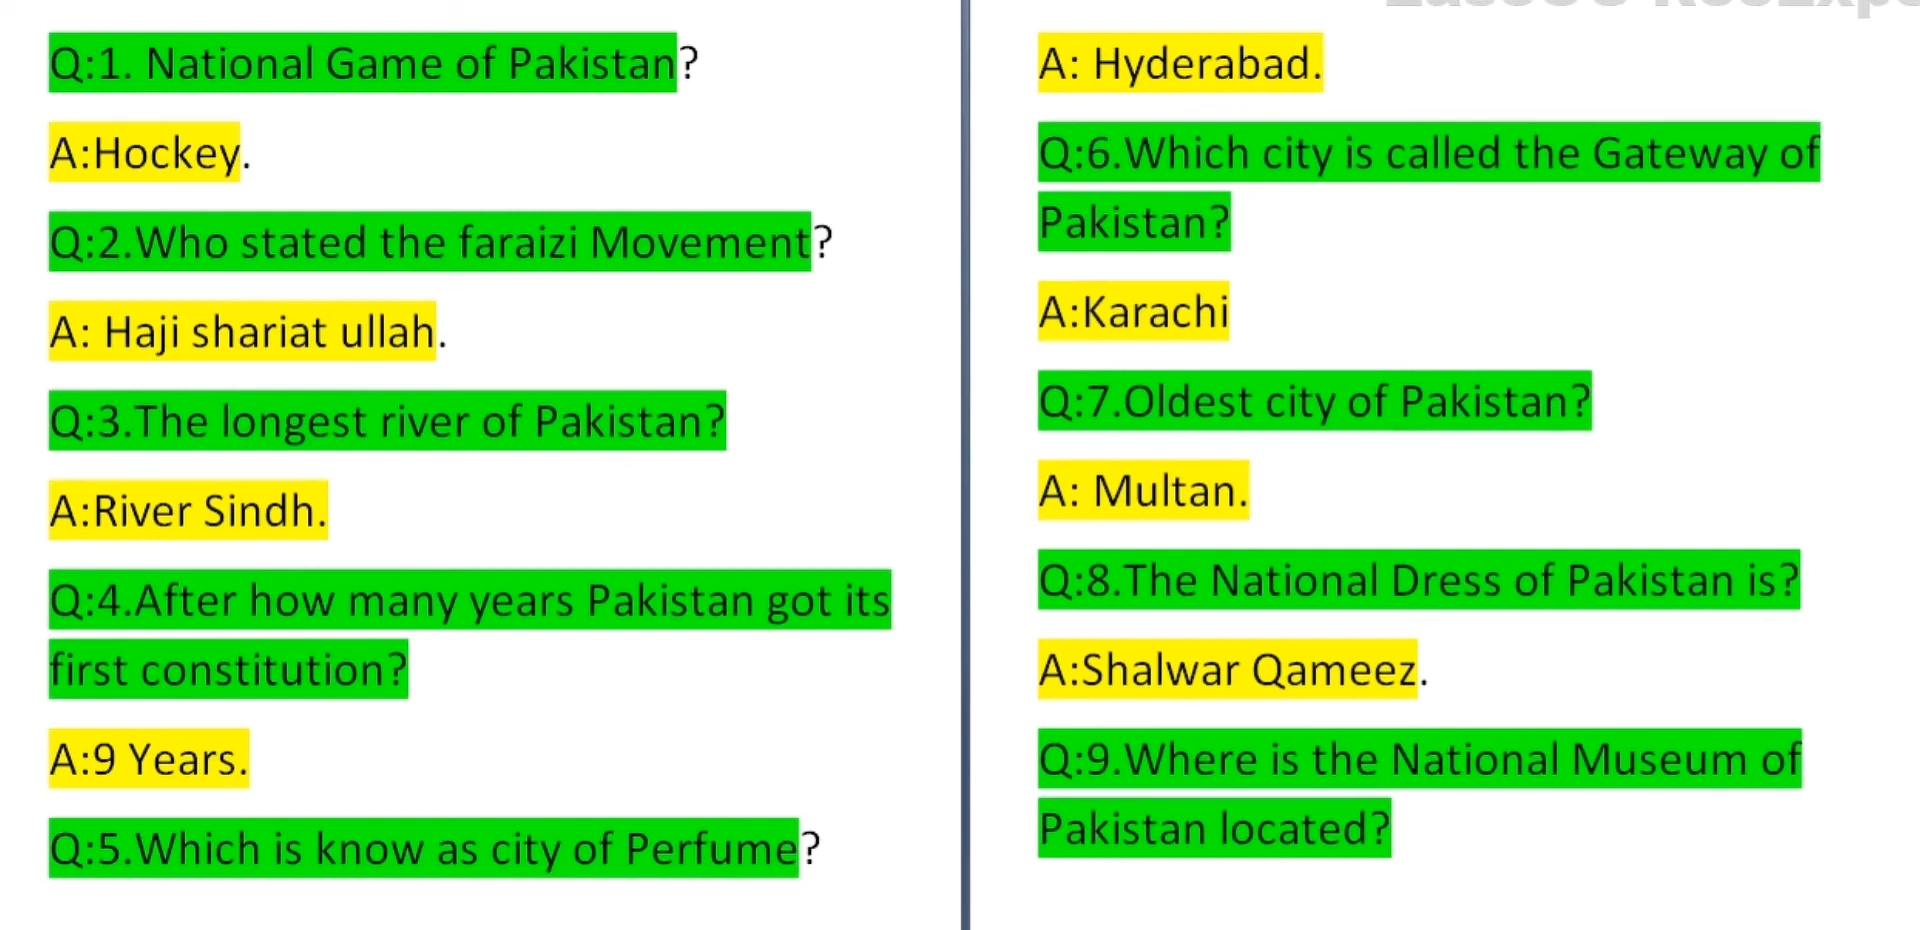 Q:1. National Game of Pakistan?
A:Hockey.
Q:2.Who stated the faraizi Movement?
A: Haji shariat ullah.
Q:3.The longest river of Pakistan?
A:River Sindh.
Q:4.After how many years Pakistan got its
first constitution?
A:9 Years.
Q:5.Which is know as city of Perfume?
A: Hyderabad.
Q:6.Which city is called the Gateway of
Pakistan?
A:Karachi
Q:7.Oldest city of Pakistan?
A: Multan.
Q:8.The National Dress of Pakistan is?
A:Shalwar Qameez.
Q:9.Where is the National Museum of
Pakistan located?